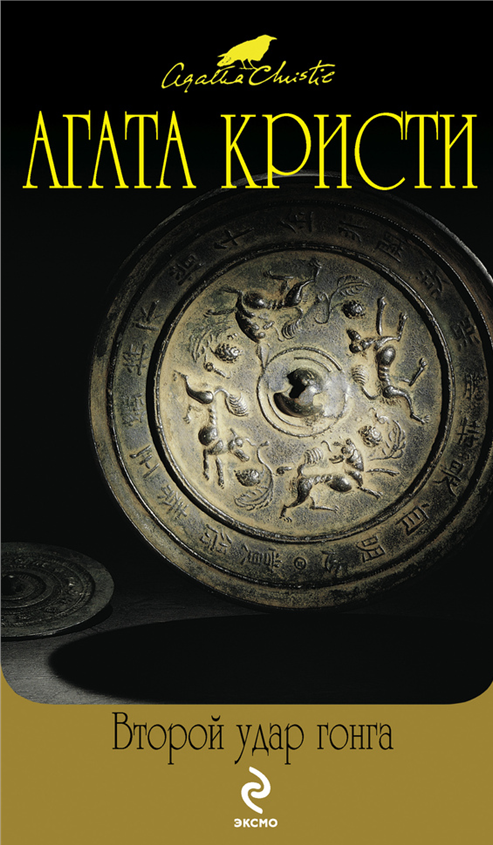 Agatha Christie
АГАТА КРИСТИ
Второй удар гонга
ЭКСМО